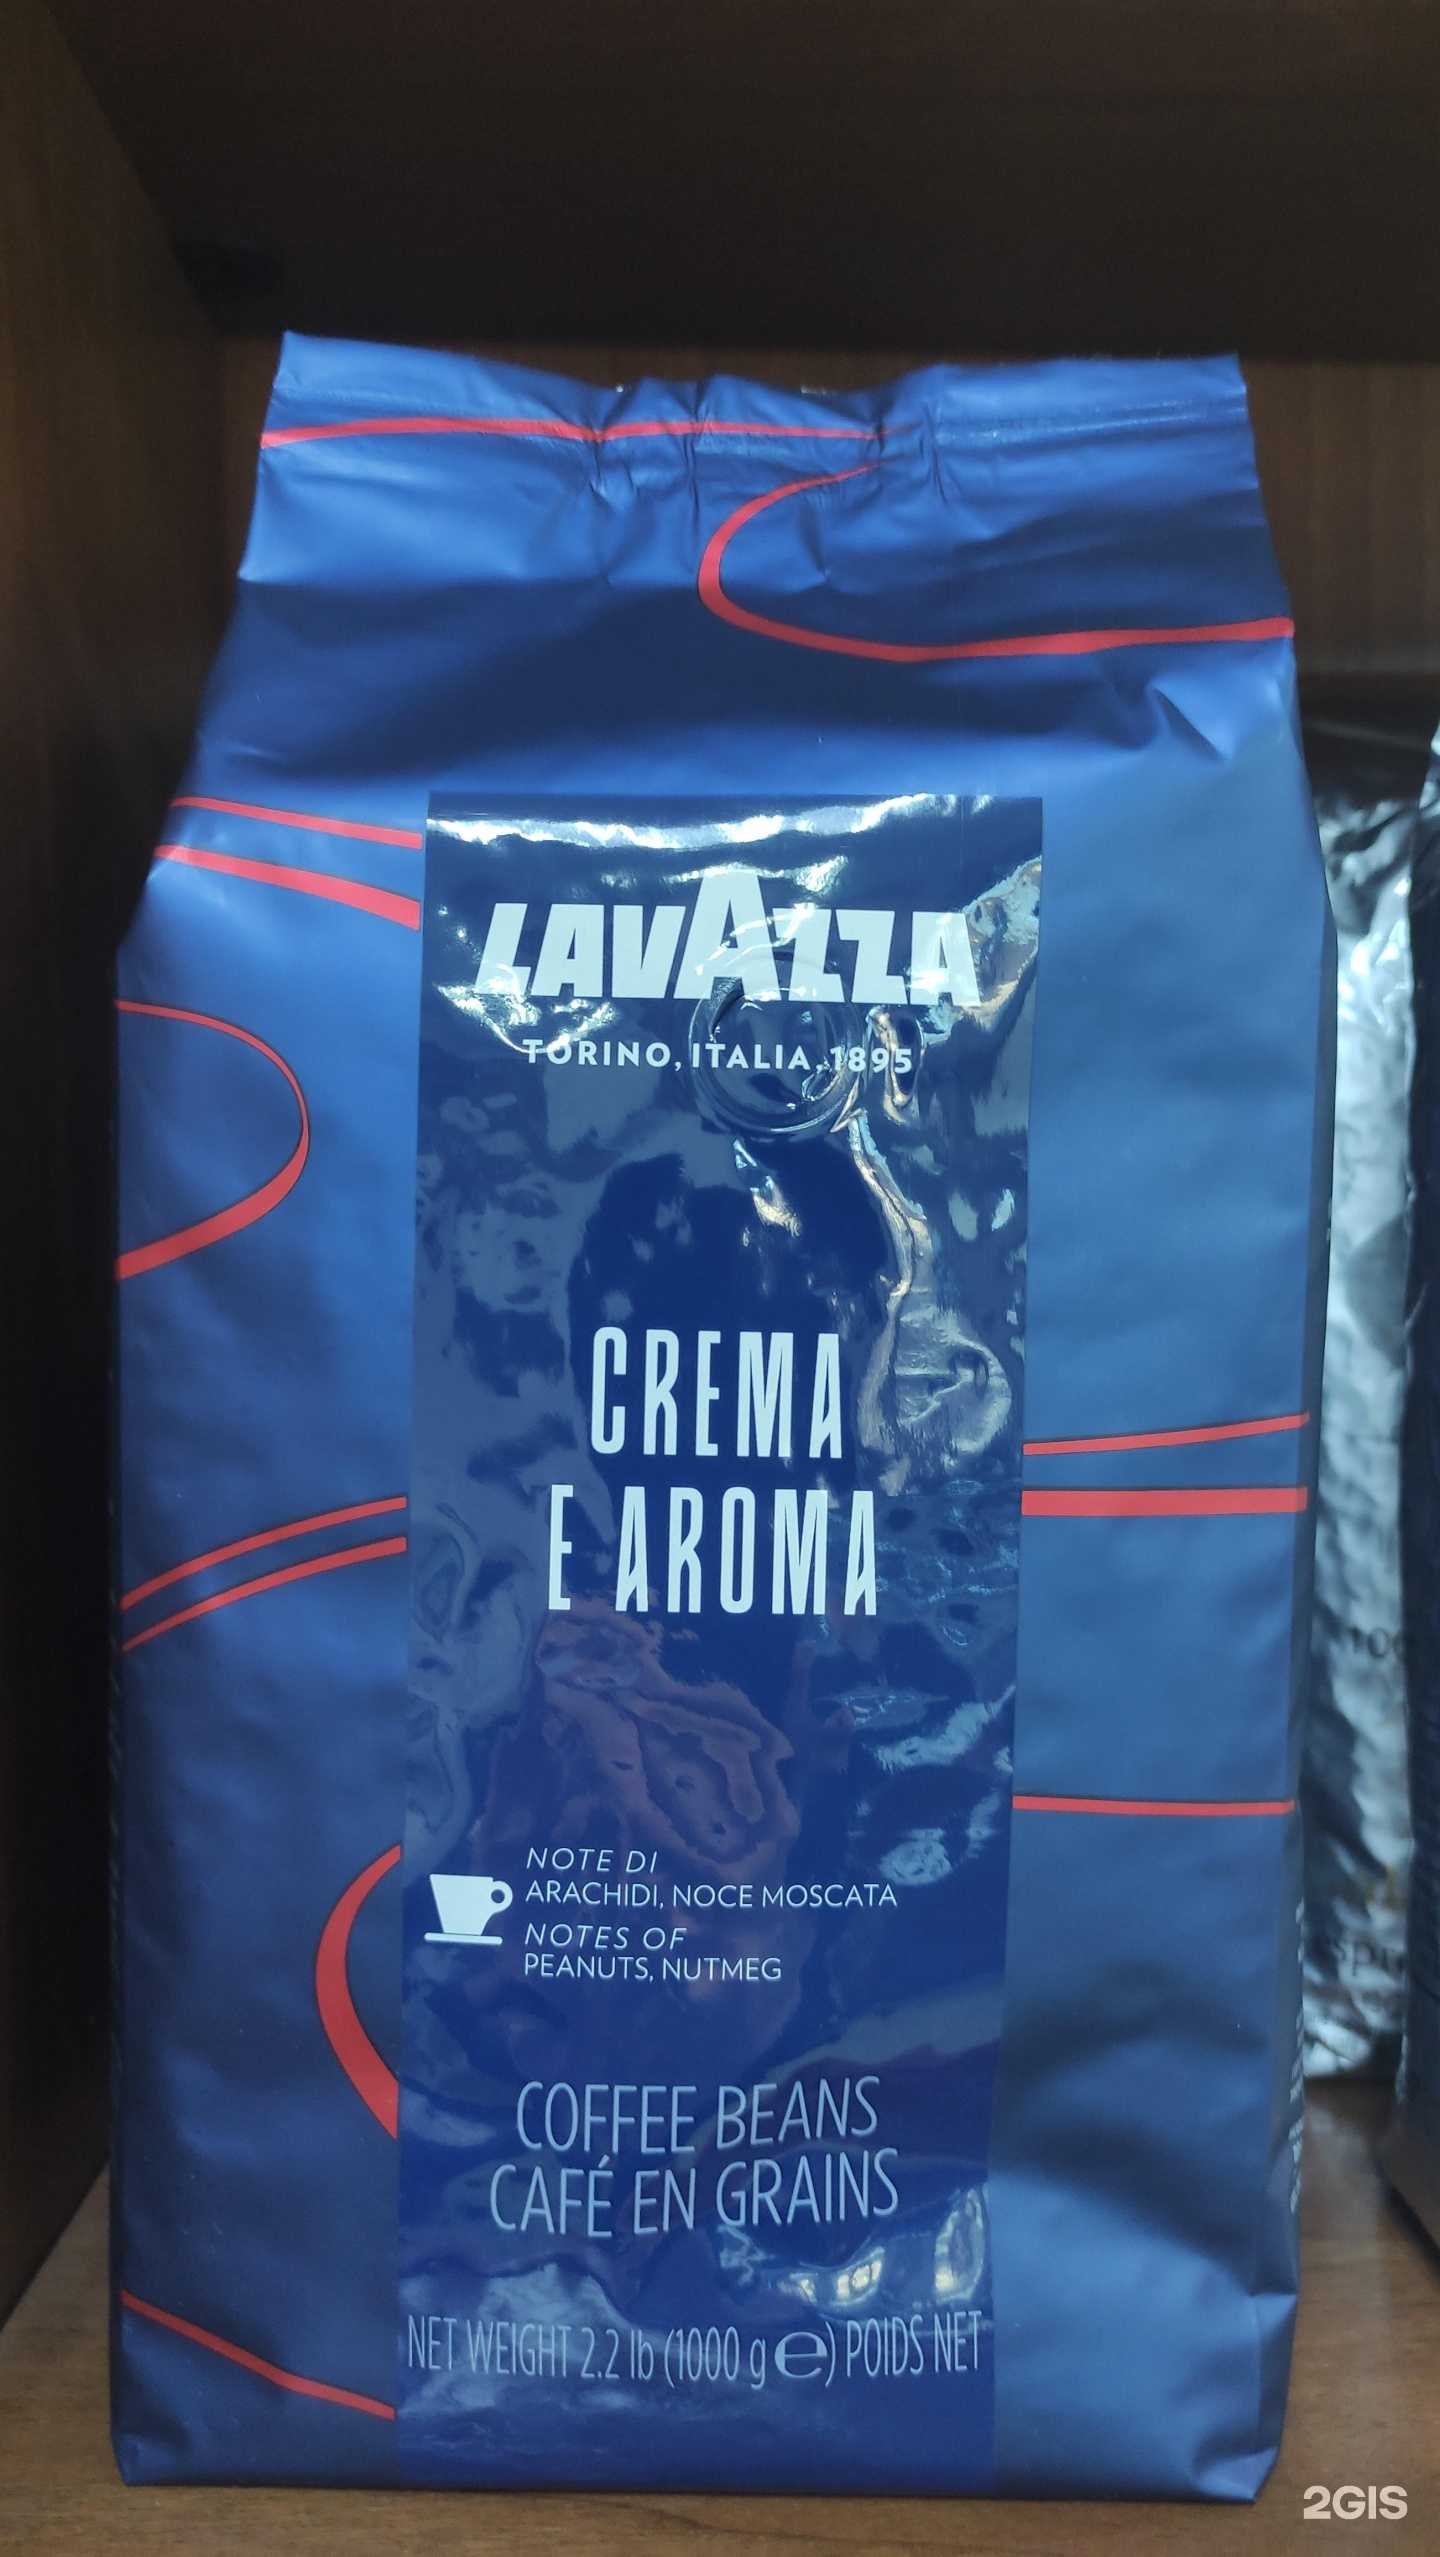 LAVAZZA
TORINO, ITALIA, 1895
CREMA
E AROMA
NOTE DI
ARACHIDI, NOCE MOSCATA
NOTES OF
PEANUTS, NUTMEG
COFFEE BEANS
CAFÉ EN GRAINS
NET WEIGHT 2.2 lb (1000 g ℮) POIDS NET
2GIS